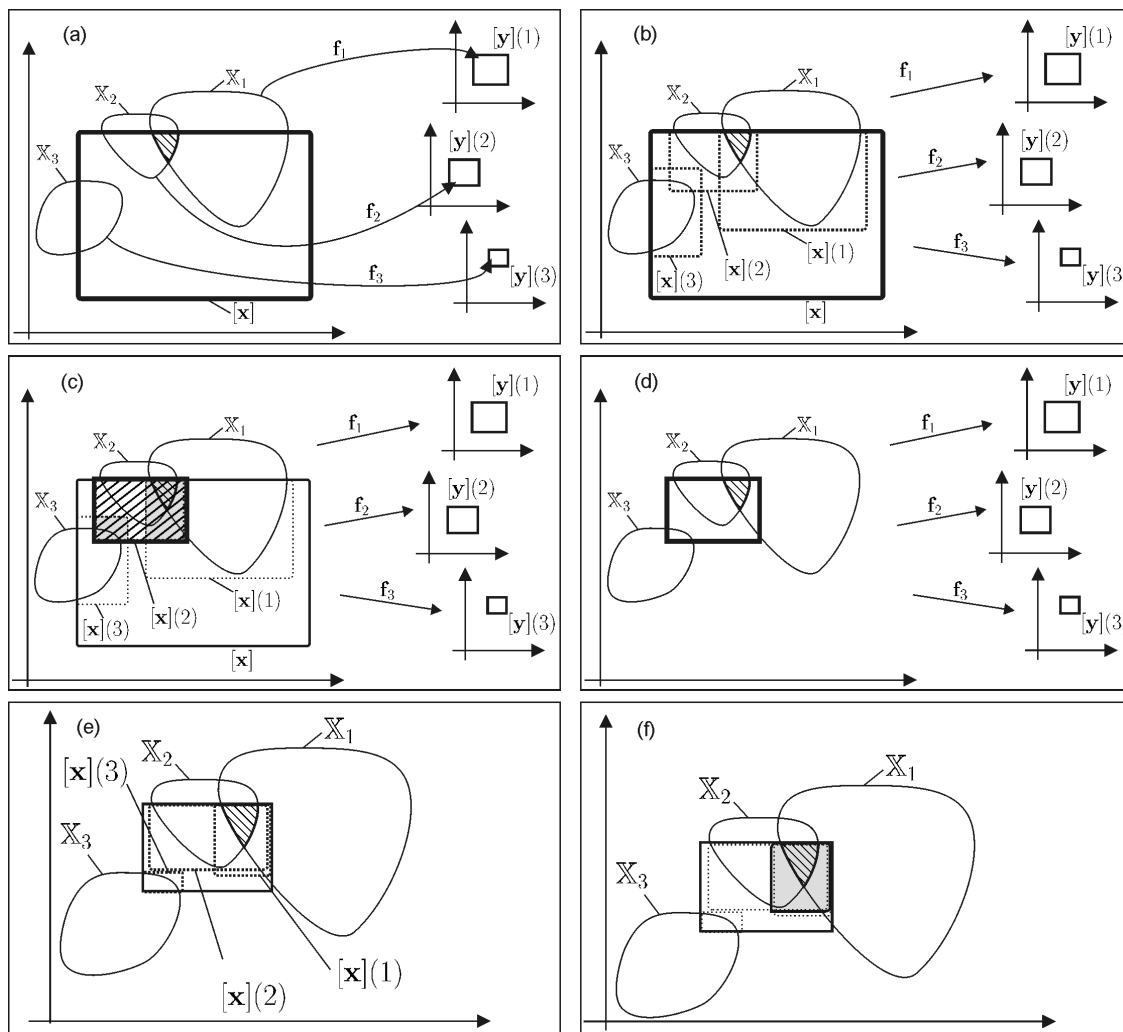 (a)
[y](1)
f₁
𝕏₁
𝕏₂
[y](2)
𝕏₃
f₂
f₃
[y](3)
[x]
(b)
[y](1)
f₁
𝕏₁
𝕏₂
[y](2)
f₂
𝕏₃
f₃
[x](1)
[x](2)
[x](3)
[y](3)
[x]
(c)
[y](1)
f₁
𝕏₁
𝕏₂
[y](2)
f₂
𝕏₃
f₃
[x](1)
[x](2)
[x](3)
[y](3)
[x]
(d)
[y](1)
f₁
𝕏₁
𝕏₂
[y](2)
f₂
𝕏₃
f₃
[y](3)
(e)
𝕏₁
𝕏₂
[x](3)
𝕏₃
[x](1)
[x](2)
(f)
𝕏₁
𝕏₂
𝕏₃